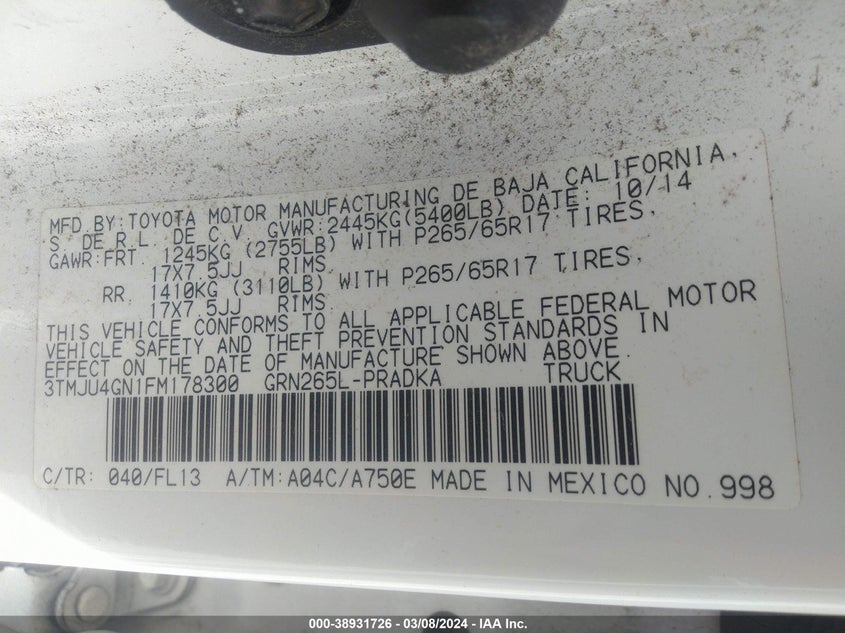 MFD.BY:TOYOTA MOTOR MANUFACTURING DE BAJA CALIFORNIA,
S. DE R.L. DE C.V. GVWR:2445KG(5400LB) DATE: 10/14
GAWR:FRT. 1245KG (2755LB) WITH P265/65R17 TIRES,
17X7.5JJ RIMS.
RR. 1410KG (3110LB) WITH P265/65R17 TIRES,
17X7.5JJ RIMS.
THIS VEHICLE CONFORMS TO ALL APPLICABLE FEDERAL MOTOR
VEHICLE SAFETY AND THEFT PREVENTION STANDARDS IN
EFFECT ON THE DATE OF MANUFACTURE SHOWN ABOVE.
3TMJU4GN1FM178300 GRN265L-PRADKA TRUCK
C/TR: 040/FL13 A/TM:A04C/A750E MADE IN MEXICO NO.998
000-38931726 - 03/08/2024 - IAA Inc.